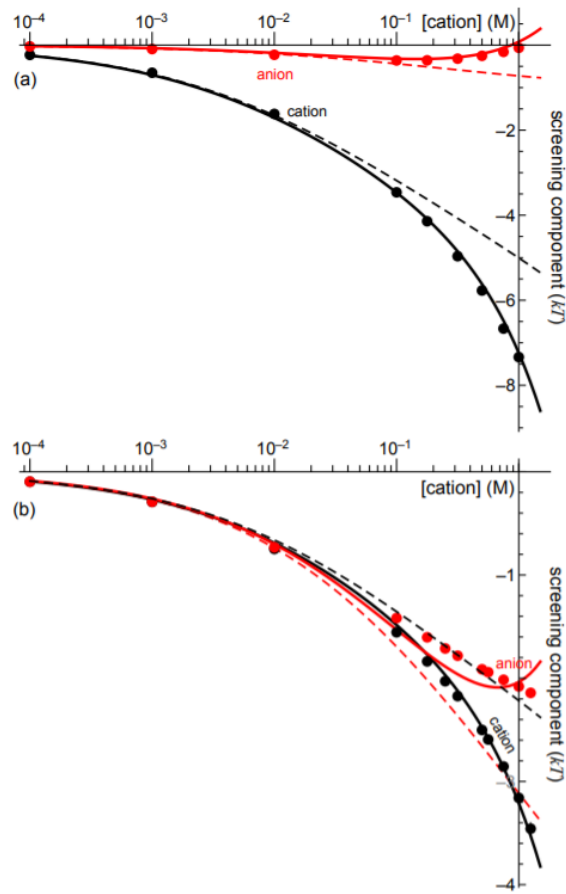 10⁻⁴ 10⁻³ 10⁻² 10⁻¹ [cation] (M)
(a)
anion
cation
–2
–4
–6
–8
screening component (kT)
10⁻⁴ 10⁻³ 10⁻² 10⁻¹
[cation] (M)
(b)
–1
anion
cation
–4
screening component (kT)